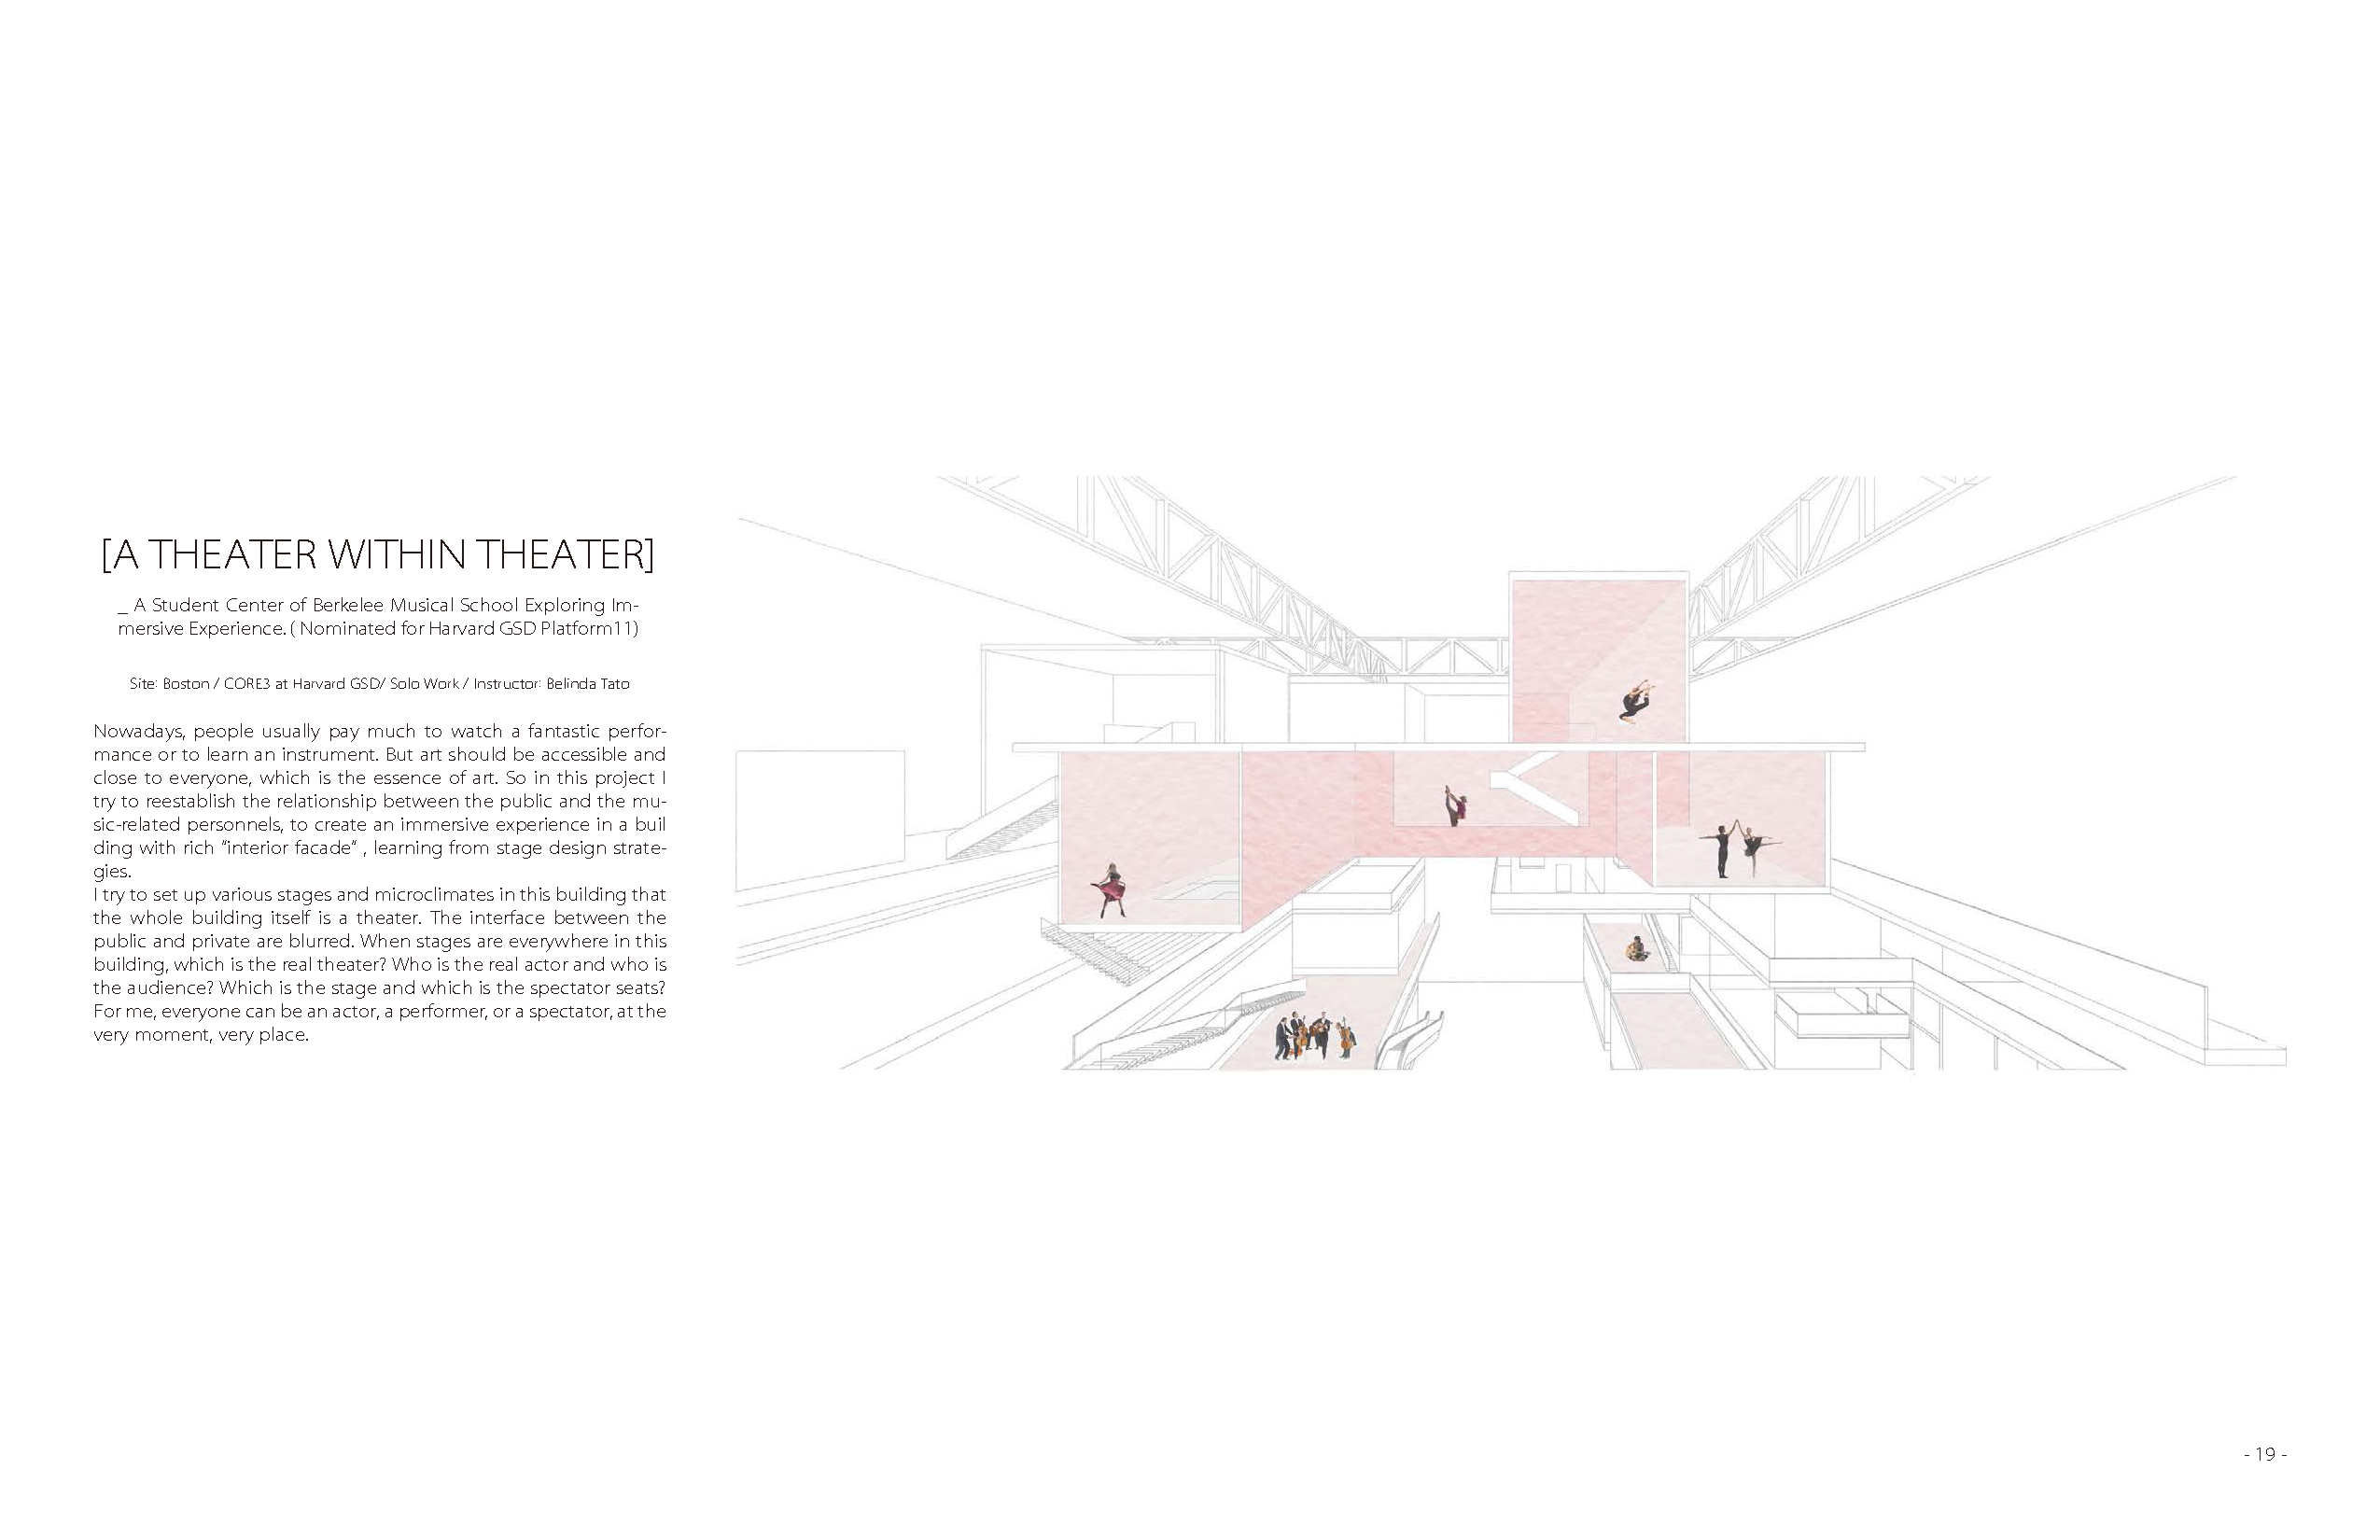 [A THEATER WITHIN THEATER]
_ A Student Center of Berkelee Musical School Exploring Im-
mersive Experience. ( Nominated for Harvard GSD Platform11)
Site: Boston / CORE3 at Harvard GSD/ Solo Work / Instructor: Belinda Tato
Nowadays, people usually pay much to watch a fantastic perfor-
mance or to learn an instrument. But art should be accessible and
close to everyone, which is the essence of art. So in this project I
try to reestablish the relationship between the public and the mu-
sic-related personnels, to create an immersive experience in a buil
ding with rich "interior facade" , learning from stage design strate-
gies.
I try to set up various stages and microclimates in this building that
the whole building itself is a theater. The interface between the
public and private are blurred. When stages are everywhere in this
building, which is the real theater? Who is the real actor and who is
the audience? Which is the stage and which is the spectator seats?
For me, everyone can be an actor, a performer, or a spectator, at the
very moment, very place.
- 19 -